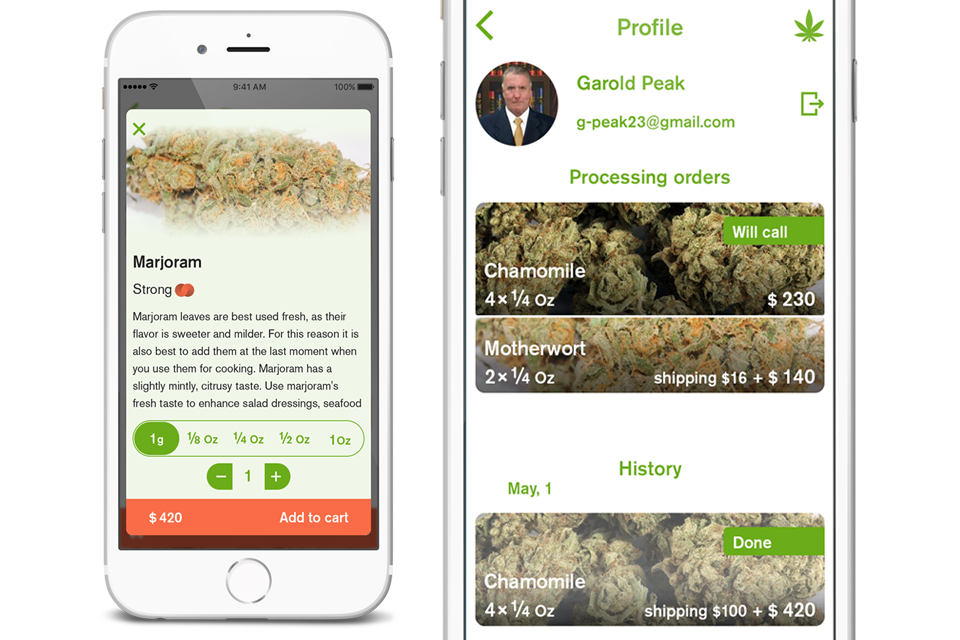 9:41 AM
100%
Marjoram
Strong
Marjoram leaves are best used fresh, as their
flavor is sweeter and milder. For this reason it is
also best to add them at the last moment when
you use them for cooking. Marjoram has a
slightly mintly, citrusy taste. Use marjoram's
fresh taste to enhance salad dressings, seafood
1g ⅛ Oz ¼ Oz ½ Oz 1 Oz
− 1 +
$ 420 Add to cart
Profile
Garold Peak
g-peak23@gmail.com
Processing orders
Will call
Chamomile
4 × ¼ Oz $ 230
Motherwort
2 × ¼ Oz shipping $16 + $ 140
History
May, 1
Done
Chamomile
4 × ¼ Oz shipping $100 + $ 420